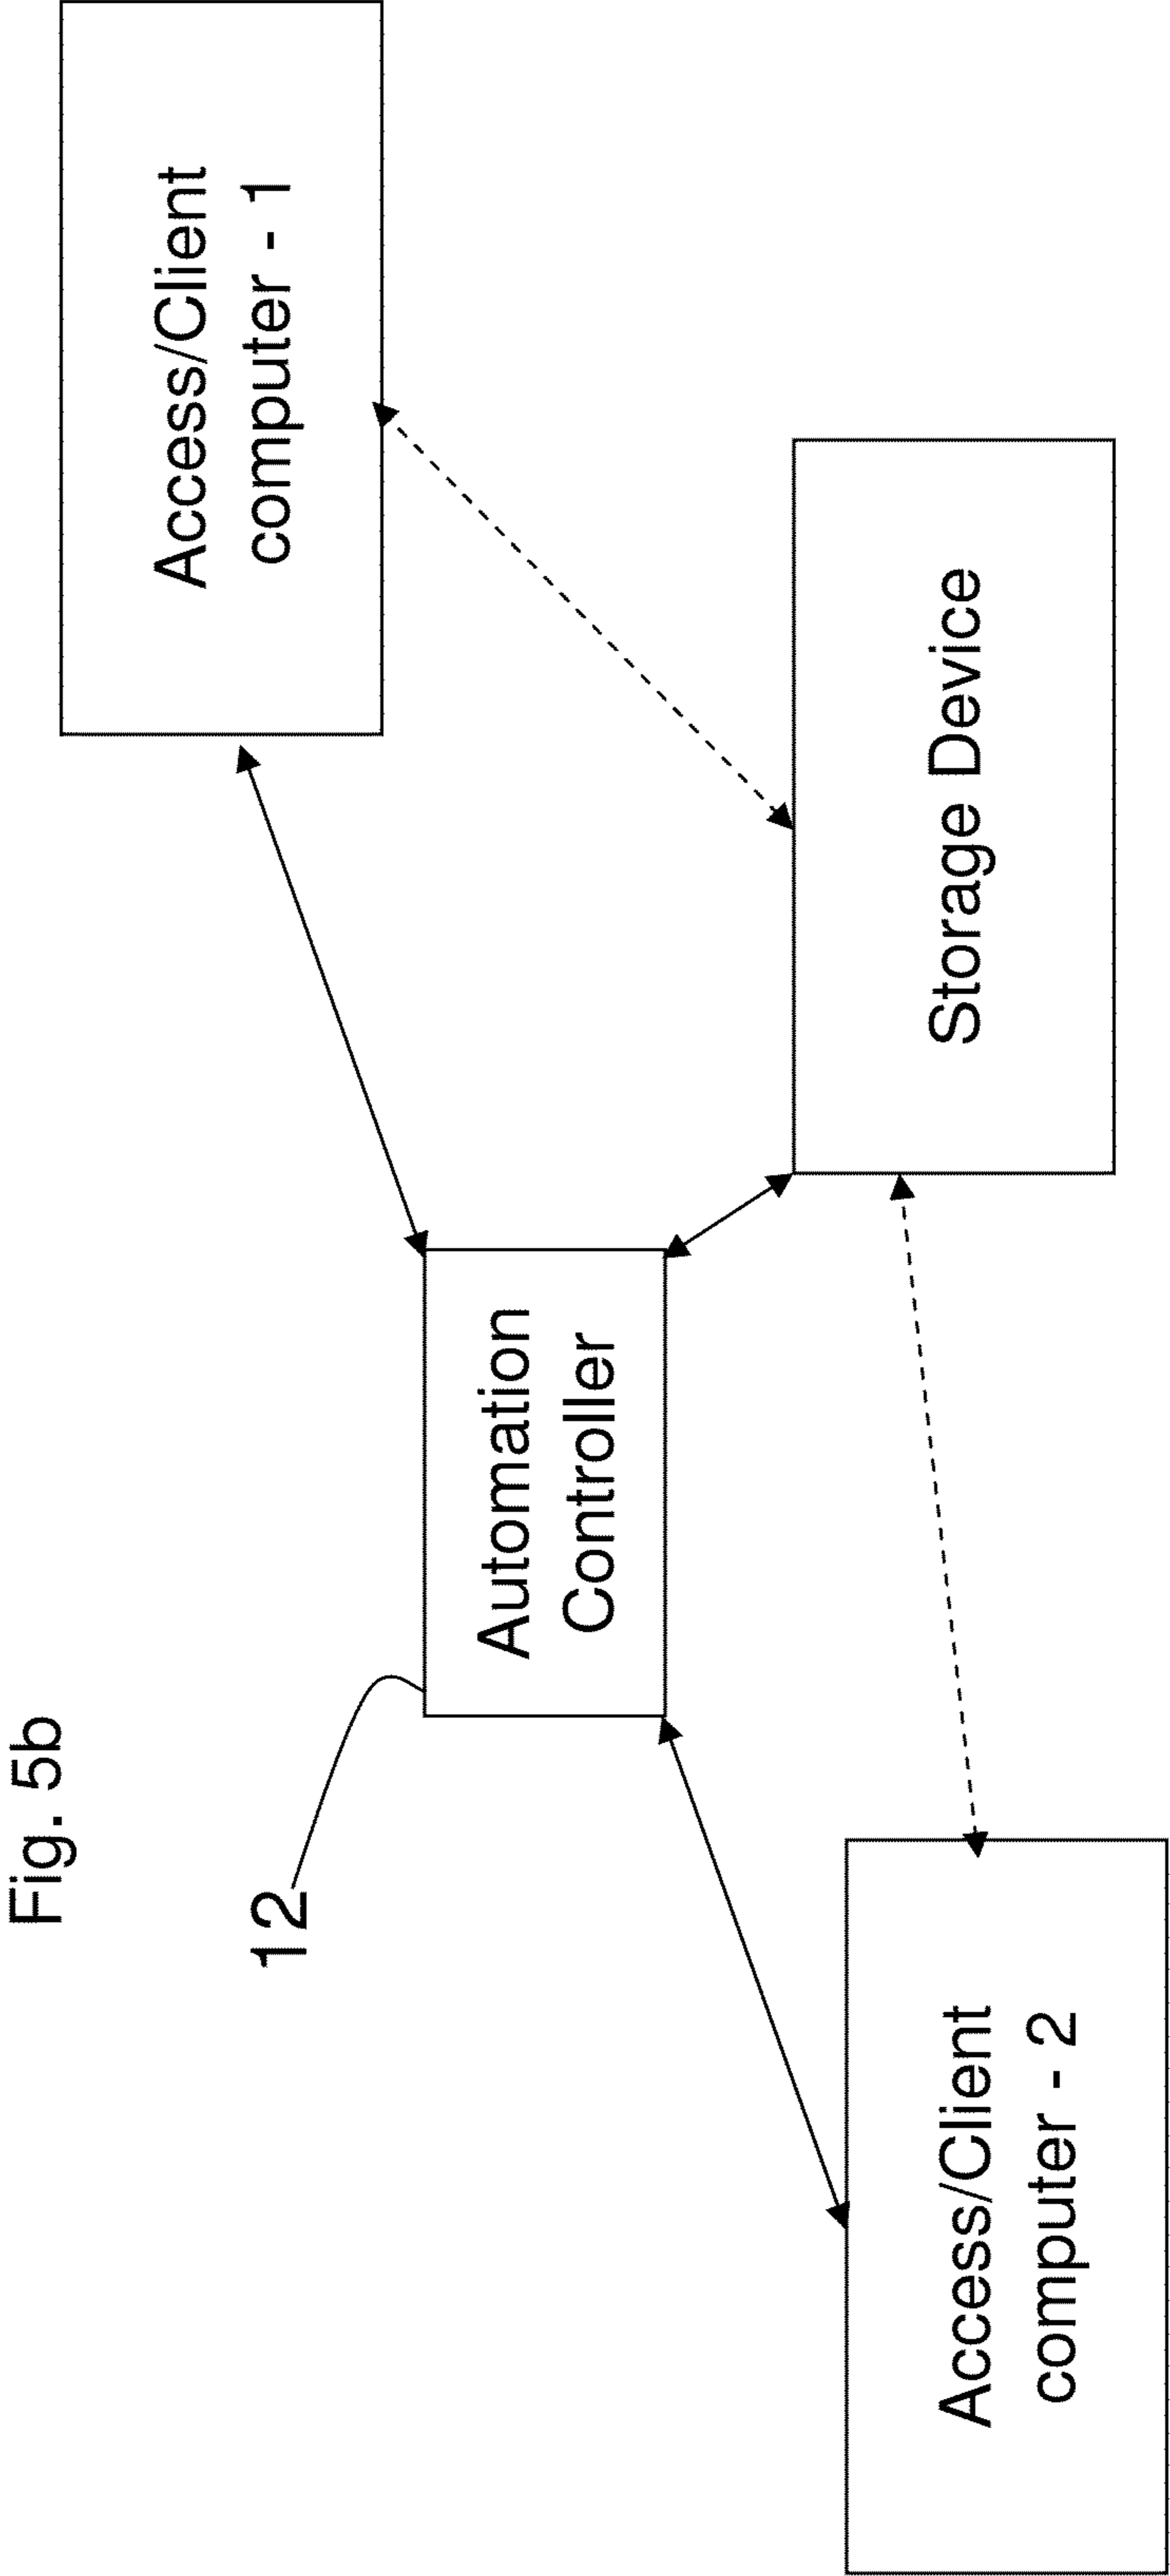 Fig. 5b
12
Automation
Controller
Access/Client
computer - 1
Storage Device
Access/Client
computer - 2